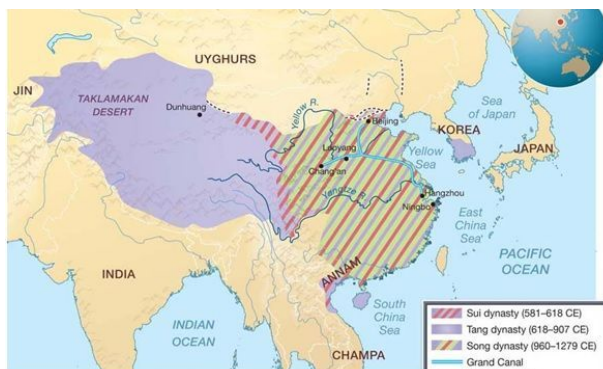 UYGHURS
JIN
TAKLAMAKAN
DESERT
Dunhuang
Yellow R.
Beijing
Sea
of Japan
KOREA
JAPAN
Looyang
Yellow
Sea
Chang'an
Yangtze R.
Hangzhou
Ningbo
East
China
Sea
PACIFIC
OCEAN
ANNAM
INDIA
South
China
Sea
INDIAN
OCEAN
CHAMPA
Sui dynasty (581–618 CE)
Tang dynasty (618–907 CE)
Song dynasty (960–1279 CE)
Grand Canal